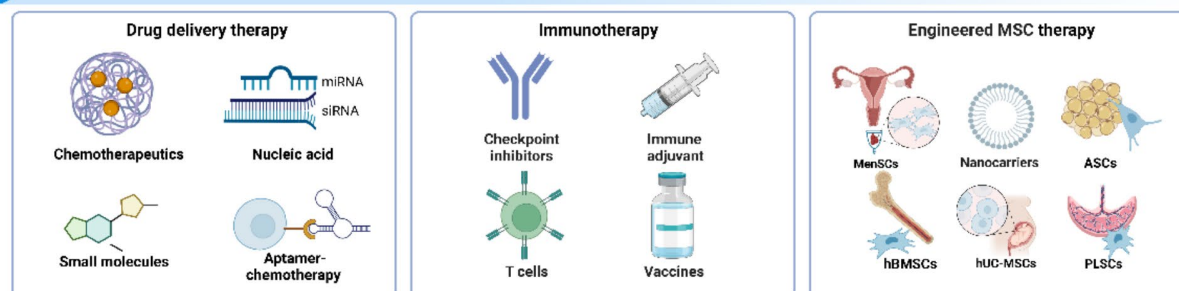 Drug delivery therapy
miRNA
siRNA
Chemotherapeutics
Nucleic acid
Small molecules
Aptamer-
chemotherapy
Immunotherapy
Checkpoint
inhibitors
Immune
adjuvant
T cells
Vaccines
Engineered MSC therapy
MenSCs
Nanocarriers
ASCs
hBMSCs
hUC-MSCs
PLSCs